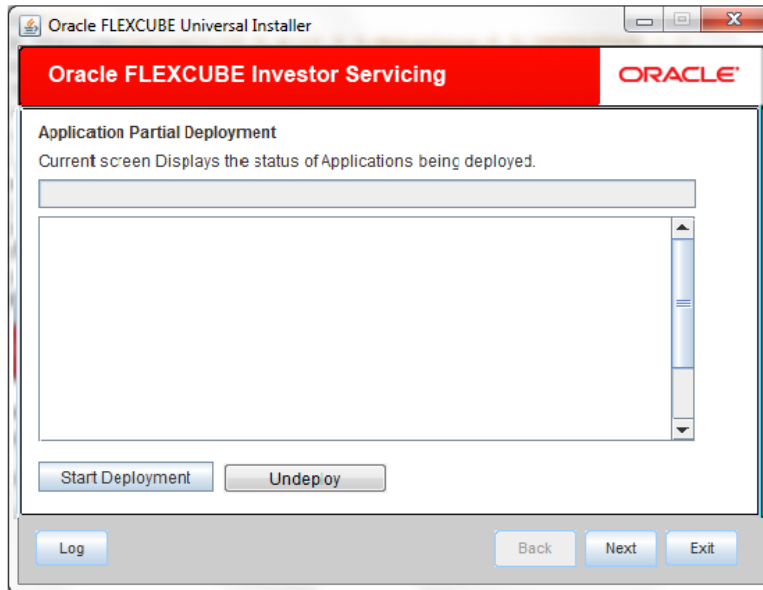 Oracle FLEXCUBE Universal Installer
Oracle FLEXCUBE Investor Servicing
ORACLE
Application Partial Deployment
Current screen Displays the status of Applications being deployed.
Start Deployment
Undeploy
Log
Back
Next
Exit